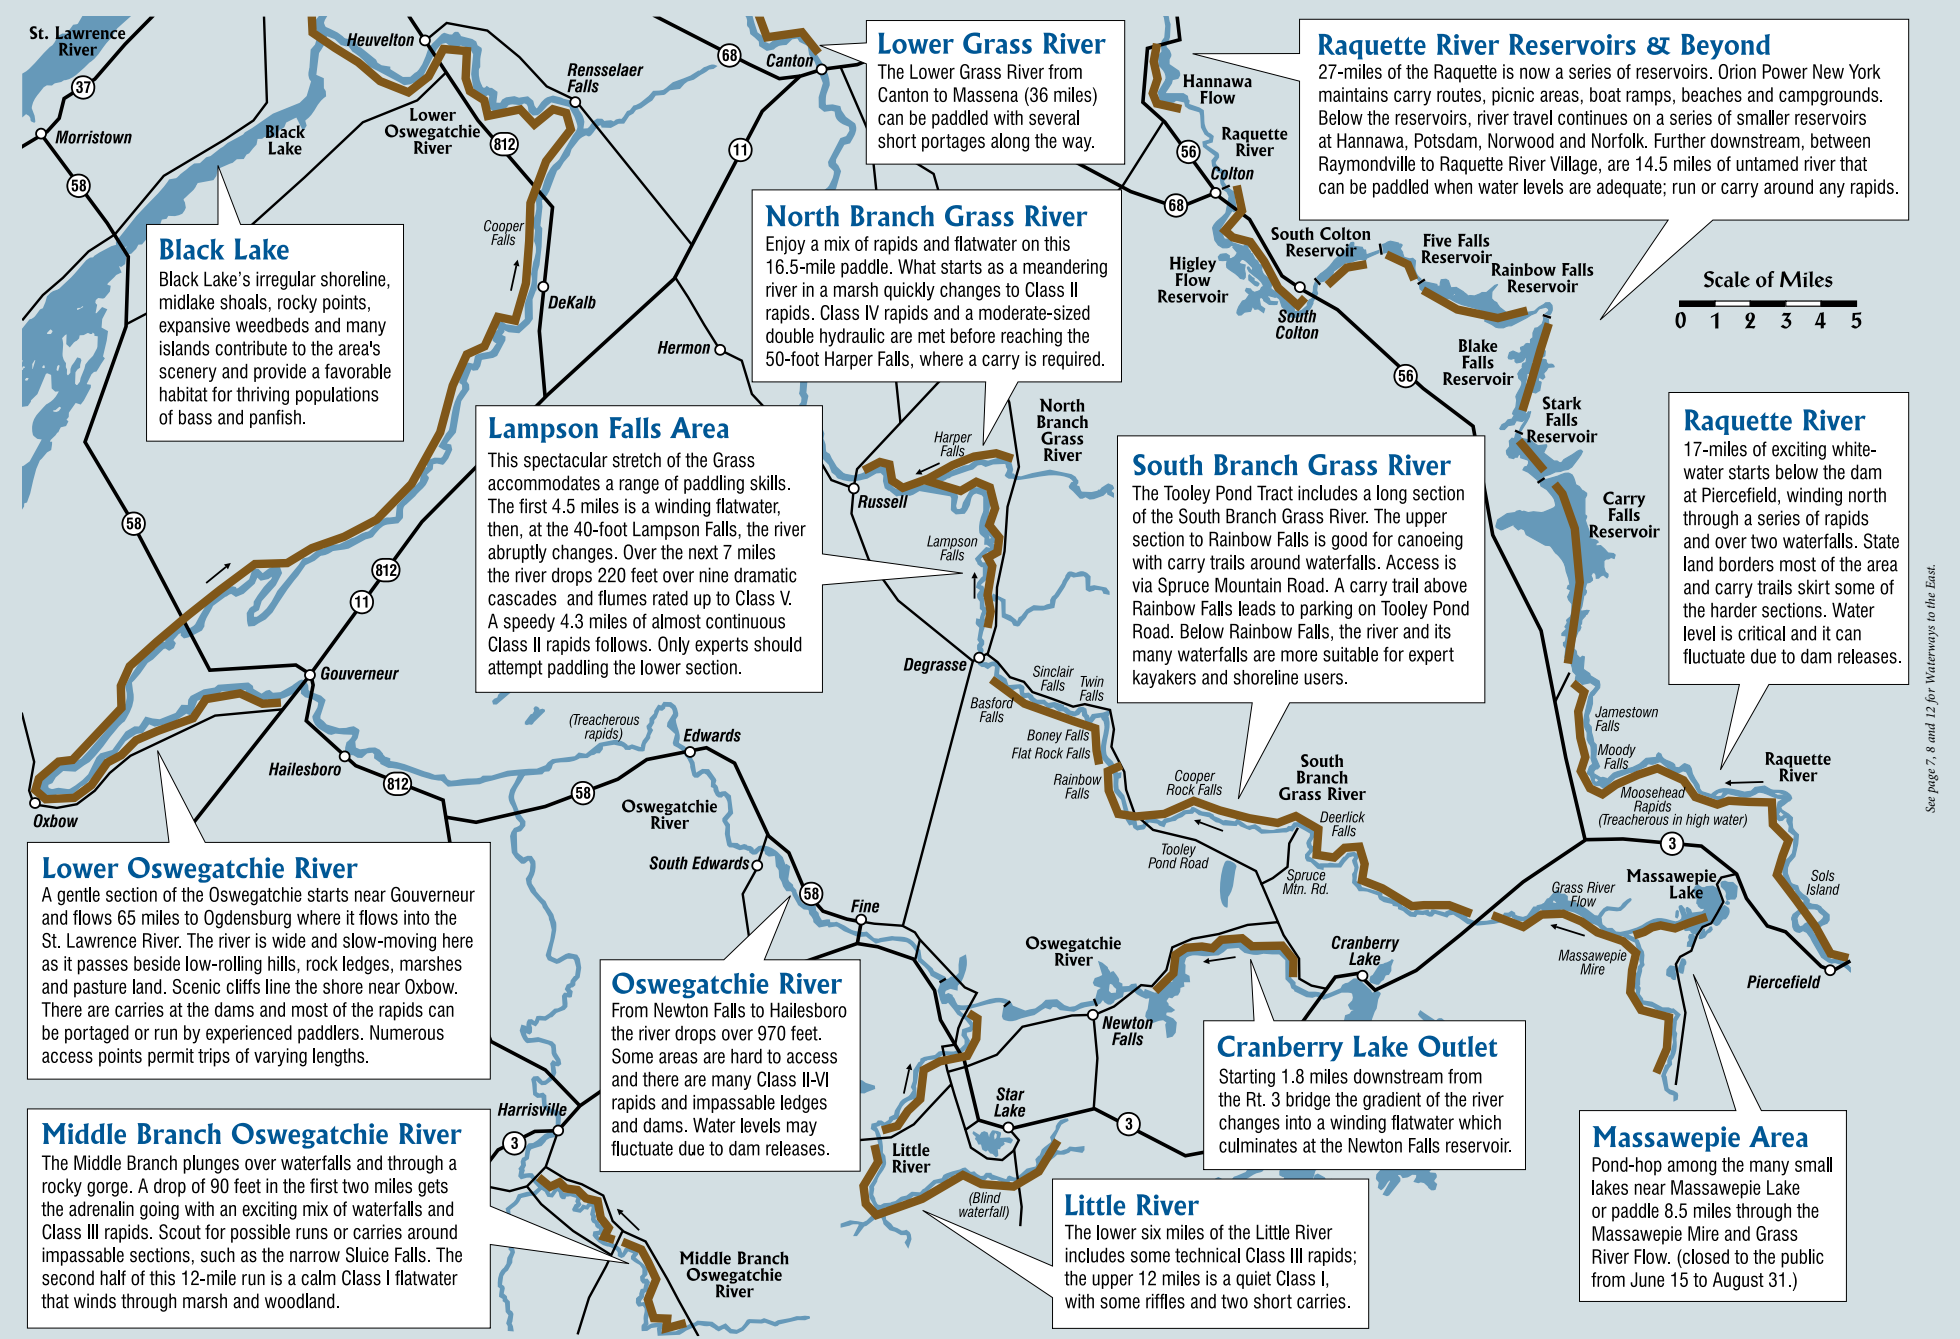 St. Lawrence
River
37
Morristown
58
Black
Lake
Heuvelton
Lower
Oswegatchie
River
812
Rensselaer
Falls
Cooper
Falls
DeKalb
68
Canton
11
Hermon
Lower Grass River
The Lower Grass River from
Canton to Massena (36 miles)
can be paddled with several
short portages along the way.
Hannawa
Flow
Raquette
River
56
Colton
68
Raquette River Reservoirs & Beyond
27-miles of the Raquette is now a series of reservoirs. Orion Power New York
maintains carry routes, picnic areas, boat ramps, beaches and campgrounds.
Below the reservoirs, river travel continues on a series of smaller reservoirs
at Hannawa, Potsdam, Norwood and Norfolk. Further downstream, between
Raymondville to Raquette River Village, are 14.5 miles of untamed river that
can be paddled when water levels are adequate; run or carry around any rapids.
Black Lake
Black Lake's irregular shoreline,
midlake shoals, rocky points,
expansive weedbeds and many
islands contribute to the area's
scenery and provide a favorable
habitat for thriving populations
of bass and panfish.
North Branch Grass River
Enjoy a mix of rapids and flatwater on this
16.5-mile paddle. What starts as a meandering
river in a marsh quickly changes to Class II
rapids. Class IV rapids and a moderate-sized
double hydraulic are met before reaching the
50-foot Harper Falls, where a carry is required.
Higley
Flow
Reservoir
South Colton
Reservoir
Five Falls
Reservoir
Rainbow Falls
Reservoir
South
Colton
Scale of Miles
0 1 2 3 4 5
Blake
Falls
Reservoir
56
Stark
Falls
Reservoir
Carry
Falls
Reservoir
Lampson Falls Area
This spectacular stretch of the Grass
accommodates a range of paddling skills.
The first 4.5 miles is a winding flatwater,
then, at the 40-foot Lampson Falls, the river
abruptly changes. Over the next 7 miles
the river drops 220 feet over nine dramatic
cascades and flumes rated up to Class V.
A speedy 4.3 miles of almost continuous
Class II rapids follows. Only experts should
attempt paddling the lower section.
Harper
Falls
North
Branch
Grass
River
Russell
Lampson
Falls
South Branch Grass River
The Tooley Pond Tract includes a long section
of the South Branch Grass River. The upper
section to Rainbow Falls is good for canoeing
with carry trails around waterfalls. Access is
via Spruce Mountain Road. A carry trail above
Rainbow Falls leads to parking on Tooley Pond
Road. Below Rainbow Falls, the river and its
many waterfalls are more suitable for expert
kayakers and shoreline users.
Raquette River
17-miles of exciting white-
water starts below the dam
at Piercefield, winding north
through a series of rapids
and over two waterfalls. State
land borders most of the area
and carry trails skirt some of
the harder sections. Water
level is critical and it can
fluctuate due to dam releases.
See page 7, 8 and 12 for Waterways to the East.
58
812
11
Gouverneur
Oxbow
Hailesboro
812
(Treacherous
rapids)
Edwards
58
Oswegatchie
River
South Edwards
58
Fine
Degrasse
Sinclair
Falls
Twin
Falls
Basford
Falls
Boney Falls
Flat Rock Falls
Rainbow
Falls
Cooper
Rock Falls
South
Branch
Grass River
Deerlick
Falls
Tooley
Pond Road
Spruce
Mtn. Rd.
Jamestown
Falls
Moody
Falls
Moosehead
Rapids
(Treacherous in high water)
Raquette
River
3
Massawepie
Lake
Sols
Island
Grass River
Flow
Massawepie
Mire
Piercefield
Lower Oswegatchie River
A gentle section of the Oswegatchie starts near Gouverneur
and flows 65 miles to Ogdensburg where it flows into the
St. Lawrence River. The river is wide and slow-moving here
as it passes beside low-rolling hills, rock ledges, marshes
and pasture land. Scenic cliffs line the shore near Oxbow.
There are carries at the dams and most of the rapids can
be portaged or run by experienced paddlers. Numerous
access points permit trips of varying lengths.
Oswegatchie River
From Newton Falls to Hailesboro
the river drops over 970 feet.
Some areas are hard to access
and there are many Class II-VI
rapids and impassable ledges
and dams. Water levels may
fluctuate due to dam releases.
Oswegatchie
River
Newton
Falls
Cranberry
Lake
Cranberry Lake Outlet
Starting 1.8 miles downstream from
the Rt. 3 bridge the gradient of the river
changes into a winding flatwater which
culminates at the Newton Falls reservoir.
Star
Lake
3
Little
River
(Blind
waterfall)
Harrisville
3
Middle Branch Oswegatchie River
The Middle Branch plunges over waterfalls and through a
rocky gorge. A drop of 90 feet in the first two miles gets
the adrenalin going with an exciting mix of waterfalls and
Class III rapids. Scout for possible runs or carries around
impassable sections, such as the narrow Sluice Falls. The
second half of this 12-mile run is a calm Class I flatwater
that winds through marsh and woodland.
Middle Branch
Oswegatchie
River
Little River
The lower six miles of the Little River
includes some technical Class III rapids;
the upper 12 miles is a quiet Class I,
with some riffles and two short carries.
Massawepie Area
Pond-hop among the many small
lakes near Massawepie Lake
or paddle 8.5 miles through the
Massawepie Mire and Grass
River Flow. (closed to the public
from June 15 to August 31.)